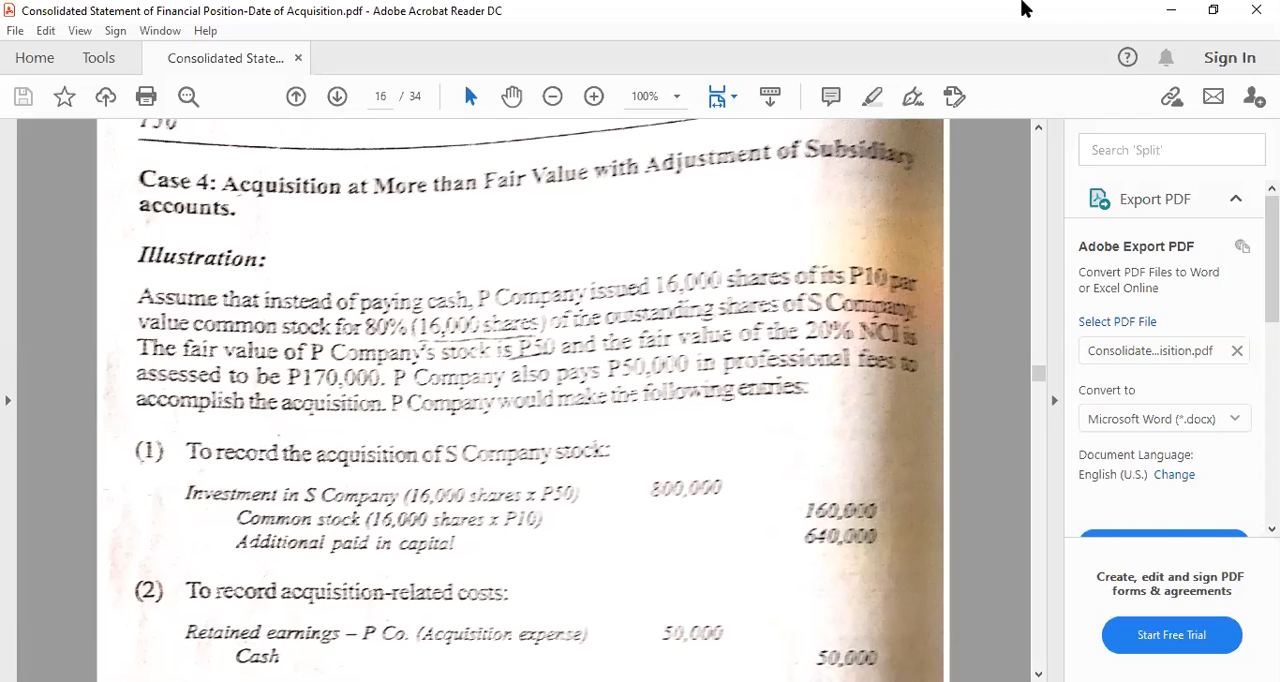 Consolidated Statement of Financial Position-Date of Acquisition.pdf - Adobe Acrobat Reader DC
File Edit View Sign Window Help
Home Tools Consolidated State... × Sign In
16 / 34 100%
Case 4: Acquisition at More than Fair Value with Adjustment of Subsidiary
accounts.
Illustration:
Assume that instead of paying cash, P Company issued 16,000 shares of its P10 par
value common stock for 80% (16,000 shares) of the outstanding shares of S Company.
The fair value of P Company's stock is P50 and the fair value of the 20% NCI is
assessed to be P170,000. P Company also pays P50,000 in professional fees to
accomplish the acquisition. P Company would make the following entries:
(1) To record the acquisition of S Company stock:
Investment in S Company (16,000 shares x P50) 800,000
Common stock (16,000 shares x P10) 160,000
Additional paid in capital 640,000
(2) To record acquisition-related costs:
Retained earnings – P Co. (Acquisition expense) 50,000
Cash 50,000
Search 'Split'
Export PDF
Adobe Export PDF
Convert PDF Files to Word
or Excel Online
Select PDF File
Consolidate...isition.pdf
Convert to
Microsoft Word (*.docx)
Document Language:
English (U.S.) Change
Create, edit and sign PDF
forms & agreements
Start Free Trial